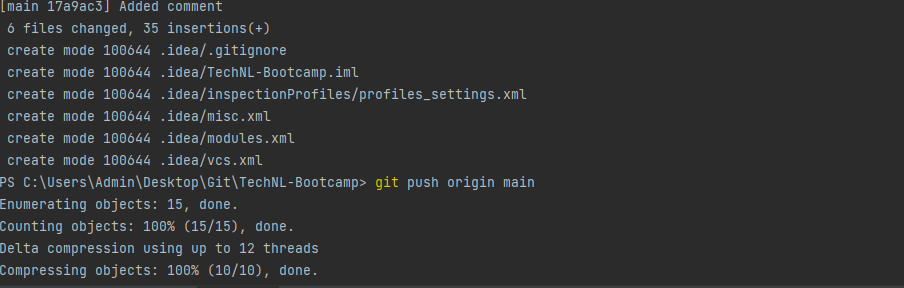 [main 17a9ac3] Added comment
6 files changed, 35 insertions(+)
create mode 100644 .idea/.gitignore
create mode 100644 .idea/TechNL-Bootcamp.iml
create mode 100644 .idea/inspectionProfiles/profiles_settings.xml
create mode 100644 .idea/misc.xml
create mode 100644 .idea/modules.xml
create mode 100644 .idea/vcs.xml
PS C:\Users\Admin\Desktop\Git\TechNL-Bootcamp> git push origin main
Enumerating objects: 15, done.
Counting objects: 100% (15/15), done.
Delta compression using up to 12 threads
Compressing objects: 100% (10/10), done.